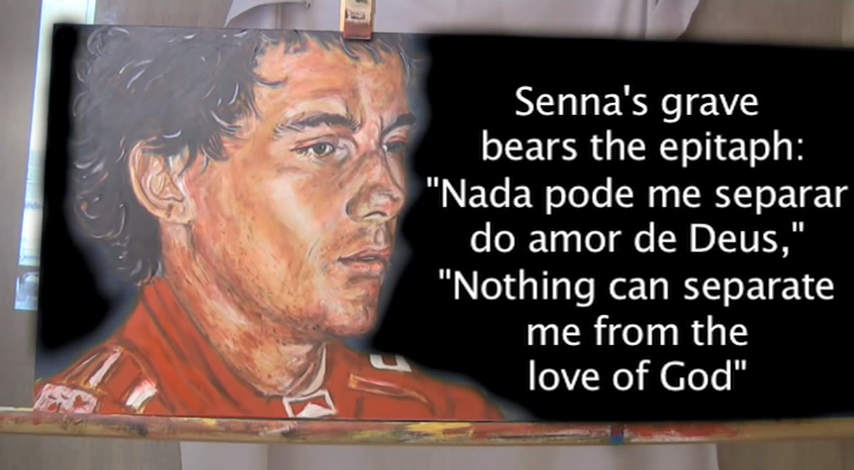 Senna's grave
bears the epitaph:
"Nada pode me separar
do amor de Deus,"
"Nothing can separate
me from the
love of God"